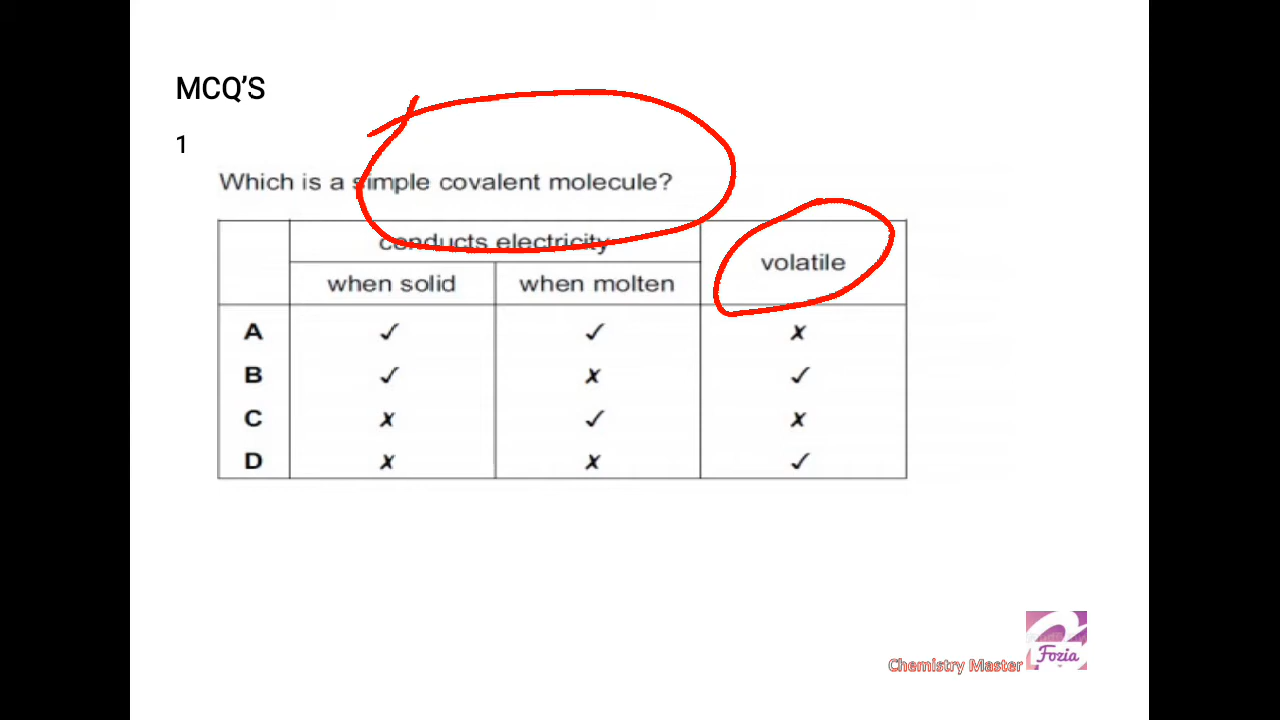 MCQ'S
1
Which is a simple covalent molecule?
conducts electricity
volatile
when solid when molten
A ✓ ✓ x
B ✓ x ✓
C x ✓ x
D x x ✓
Fozia
Chemistry Master